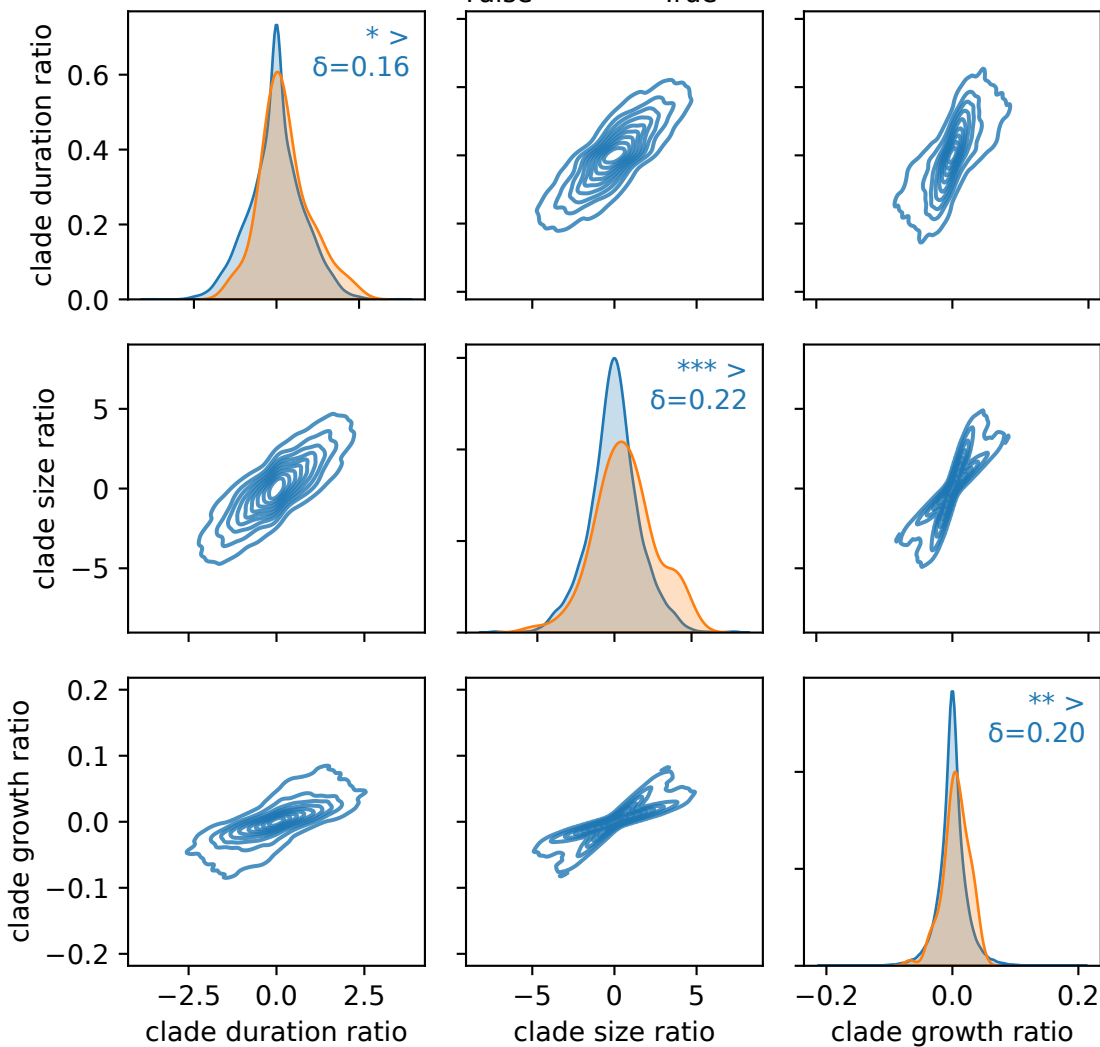 clade duration ratio
0.6
0.4
0.2
0.0
* >
δ=0.16
clade size ratio
5
0
−5
*** >
δ=0.22
clade growth ratio
0.2
0.1
0.0
−0.1
−0.2
** >
δ=0.20
−2.5 0.0 2.5
clade duration ratio
−5 0 5
clade size ratio
−0.2 0.0 0.2
clade growth ratio